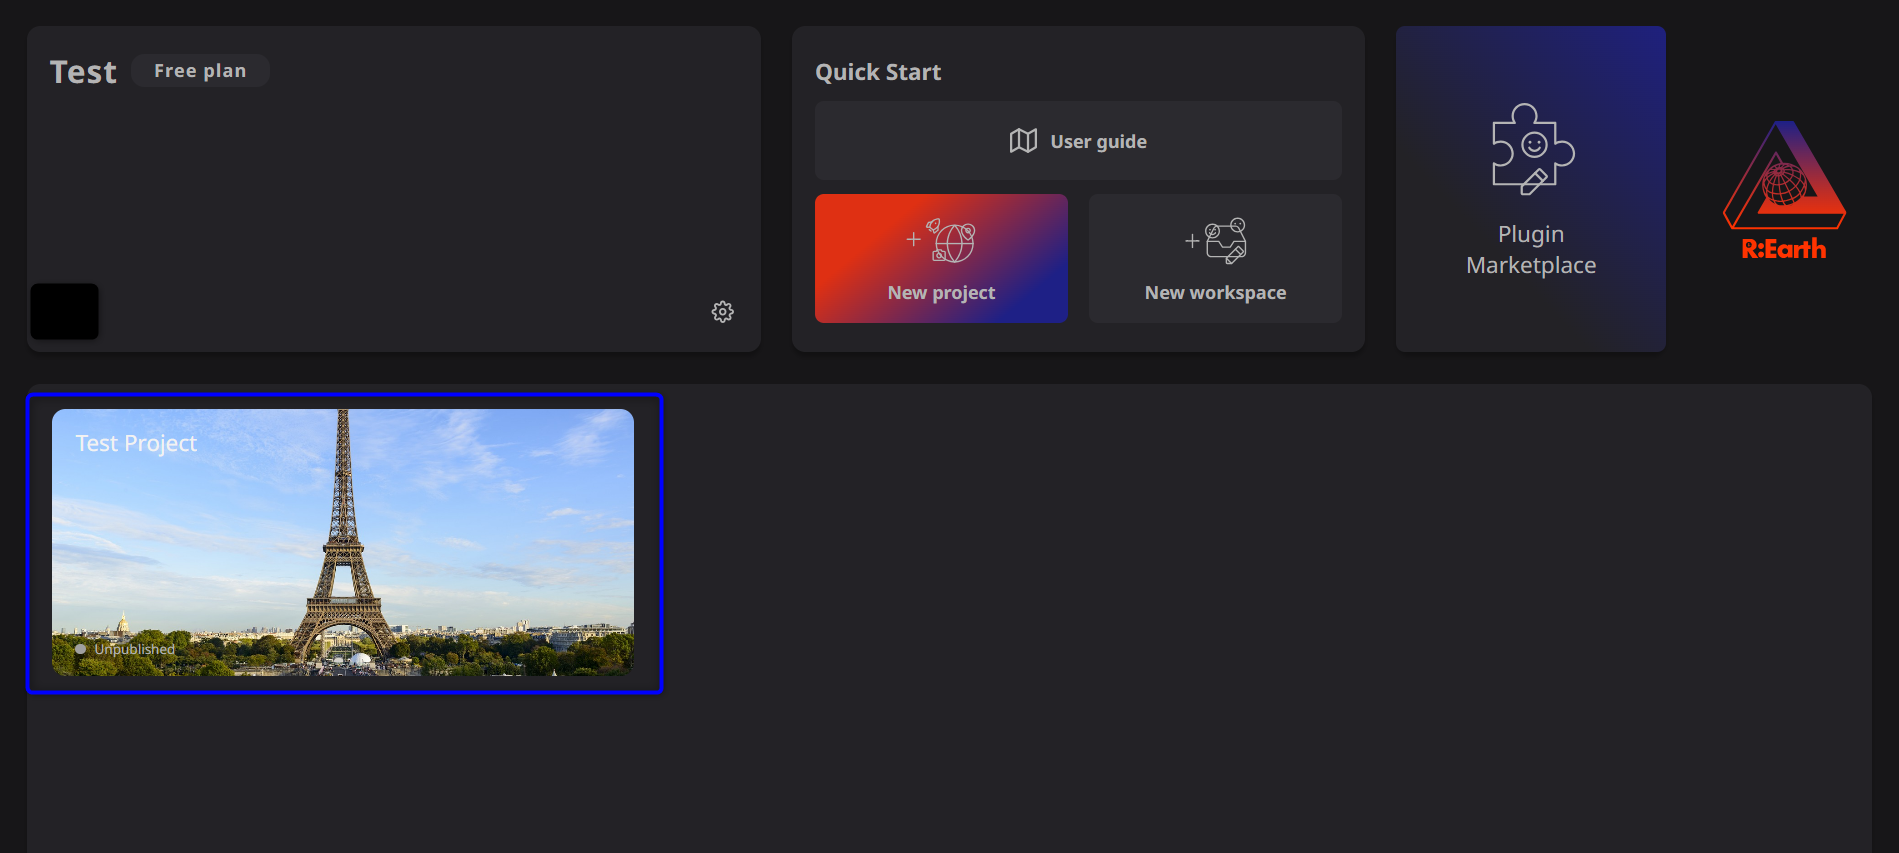 Test
Free plan
Quick Start
User guide
New project
New workspace
Plugin
Marketplace
R:Earth
Test Project
Unpublished